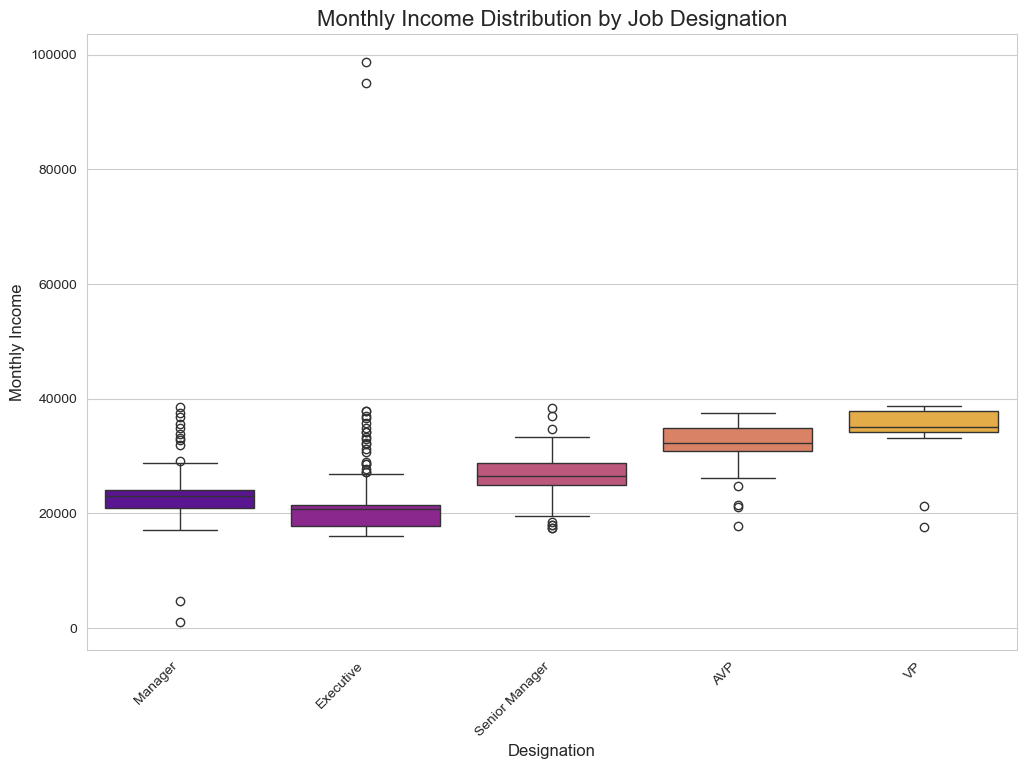 Monthly Income Distribution by Job Designation
100000
80000
60000
40000
20000
0
Monthly Income
Manager
Executive
Senior Manager
AVP
VP
Designation